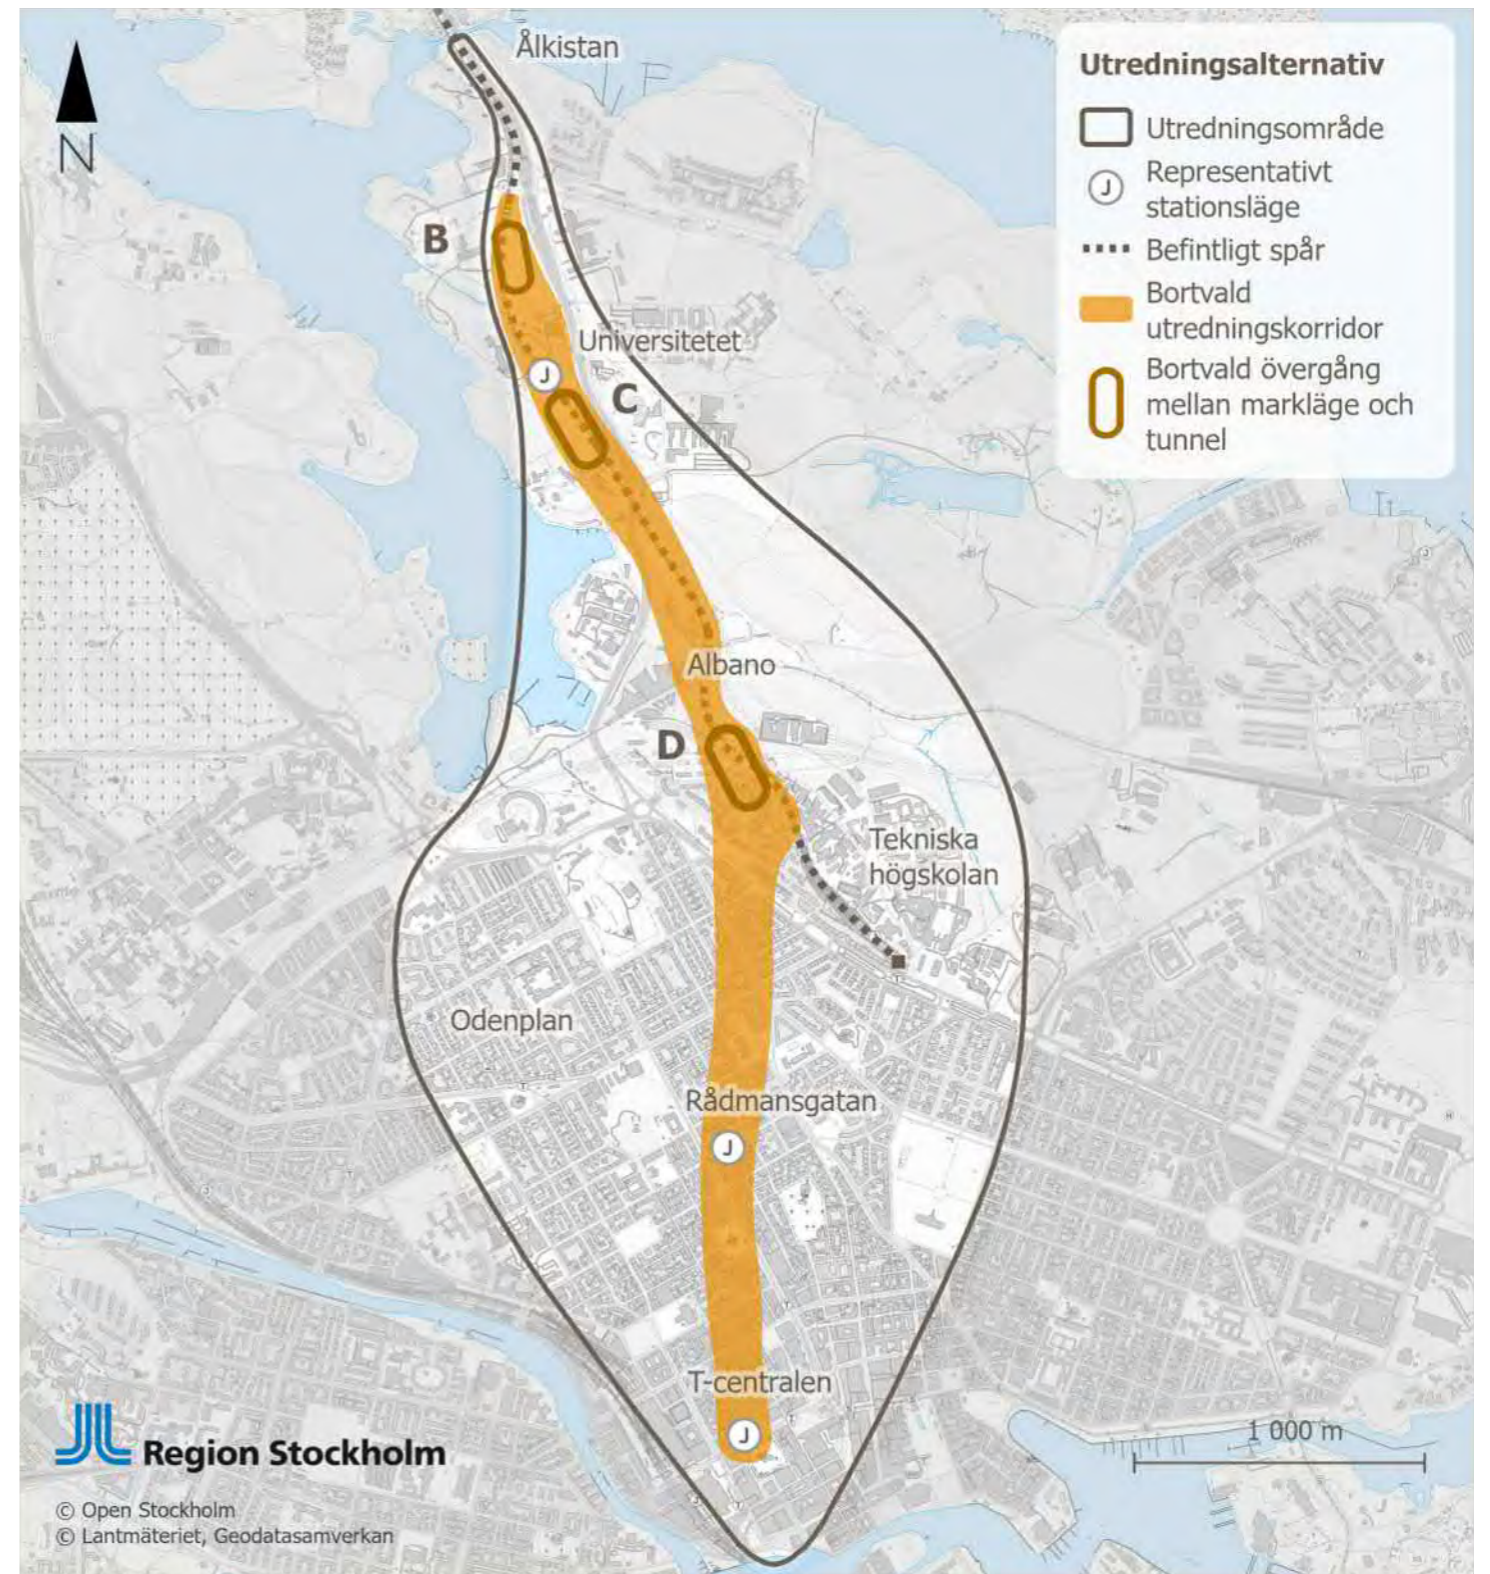 Ålkistan
N
B
Universitetet
J
C
Albano
D
Tekniska
högskolan
Odenplan
Rådmansgatan
J
T-centralen
J
Utredningsalternativ
Utredningsområde
J
Representativt
stationsläge
Befintligt spår
Bortvald
utredningskorridor
Bortvald övergång
mellan markläge och
tunnel
1 000 m
Region Stockholm
© Open Stockholm
© Lantmäteriet, Geodatasamverkan